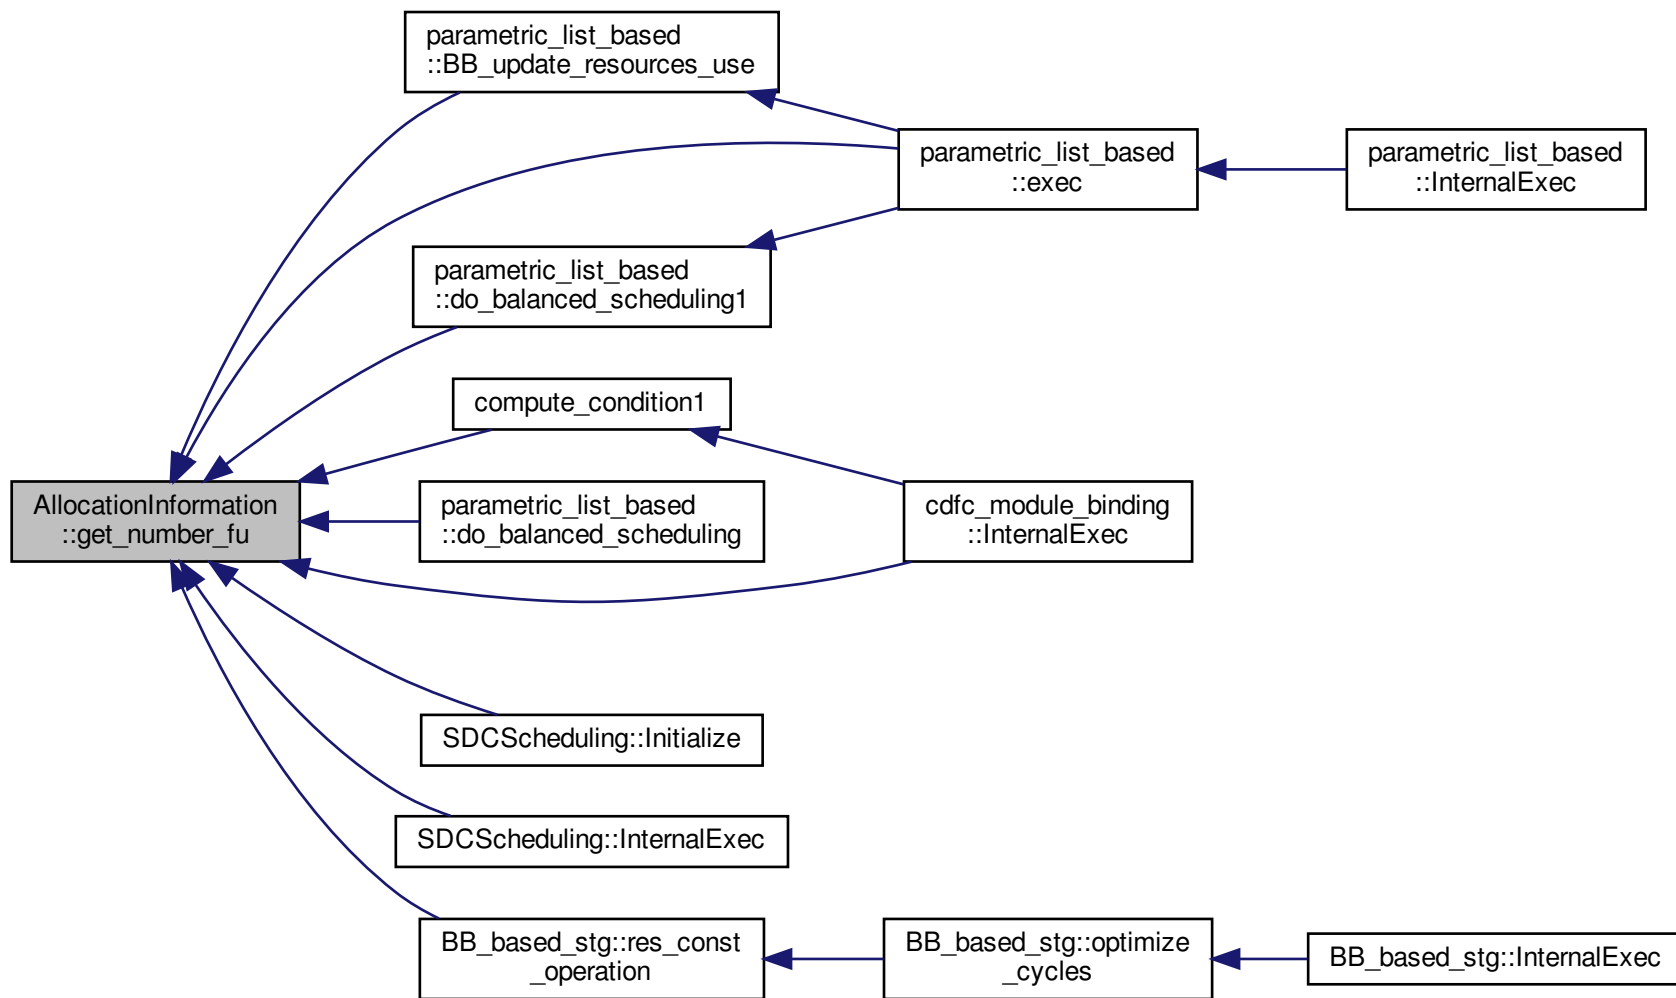 parametric_list_based
::BB_update_resources_use
parametric_list_based
::exec
parametric_list_based
::InternalExec
parametric_list_based
::do_balanced_scheduling1
compute_condition1
AllocationInformation
::get_number_fu
parametric_list_based
::do_balanced_scheduling
cdfc_module_binding
::InternalExec
SDCScheduling::Initialize
SDCScheduling::InternalExec
BB_based_stg::res_const
_operation
BB_based_stg::optimize
_cycles
BB_based_stg::InternalExec